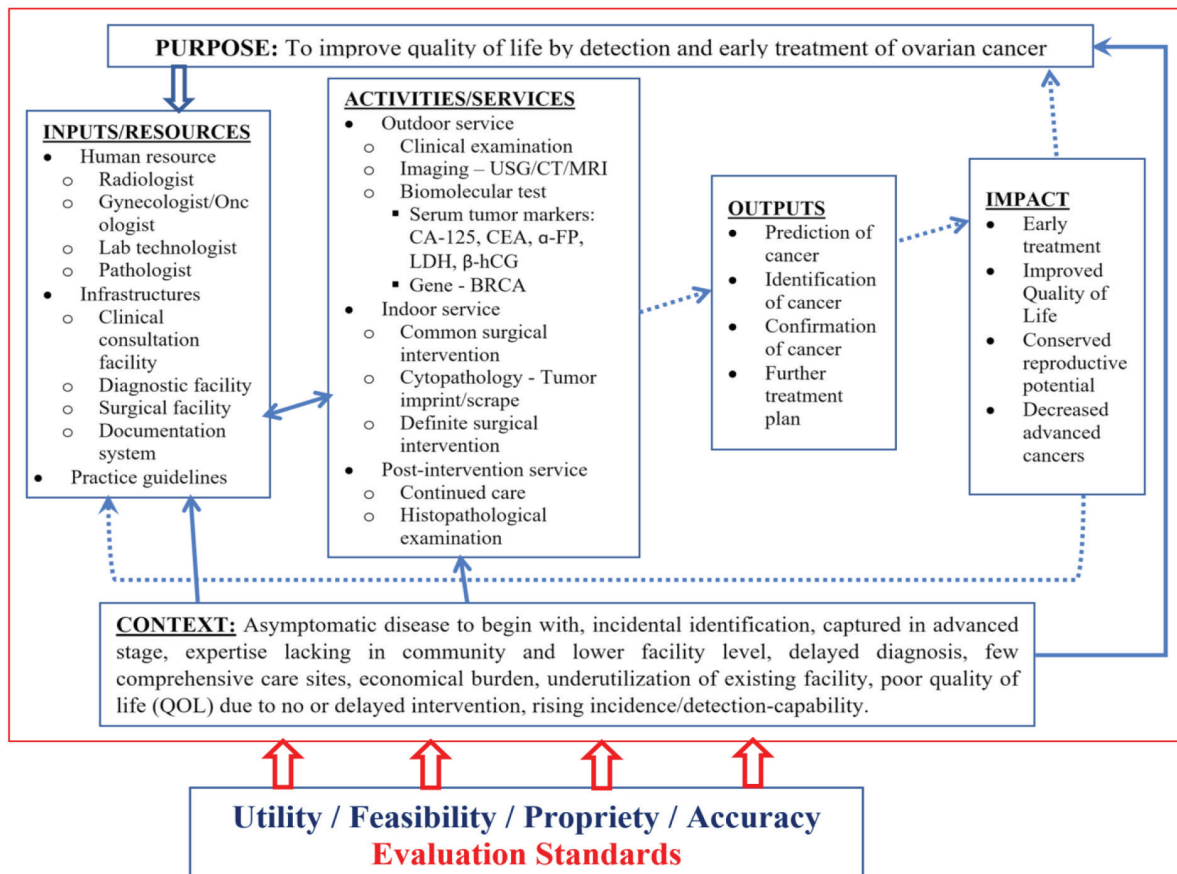 PURPOSE: To improve quality of life by detection and early treatment of ovarian cancer
INPUTS/RESOURCES
● Human resource
o Radiologist
o Gynecologist/Onc
ologist
o Lab technologist
o Pathologist
● Infrastructures
o Clinical
consultation
facility
o Diagnostic facility
o Surgical facility
o Documentation
system
● Practice guidelines
ACTIVITIES/SERVICES
● Outdoor service
o Clinical examination
o Imaging – USG/CT/MRI
o Biomolecular test
▪ Serum tumor markers:
CA-125, CEA, α-FP,
LDH, β-hCG
▪ Gene - BRCA
● Indoor service
o Common surgical
intervention
o Cytopathology - Tumor
imprint/scrape
o Definite surgical
intervention
● Post-intervention service
o Continued care
o Histopathological
examination
OUTPUTS
● Prediction of
cancer
● Identification
of cancer
● Confirmation
of cancer
● Further
treatment
plan
IMPACT
● Early
treatment
● Improved
Quality of
Life
● Conserved
reproductive
potential
● Decreased
advanced
cancers
CONTEXT: Asymptomatic disease to begin with, incidental identification, captured in advanced
stage, expertise lacking in community and lower facility level, delayed diagnosis, few
comprehensive care sites, economical burden, underutilization of existing facility, poor quality of
life (QOL) due to no or delayed intervention, rising incidence/detection-capability.
Utility / Feasibility / Propriety / Accuracy
Evaluation Standards